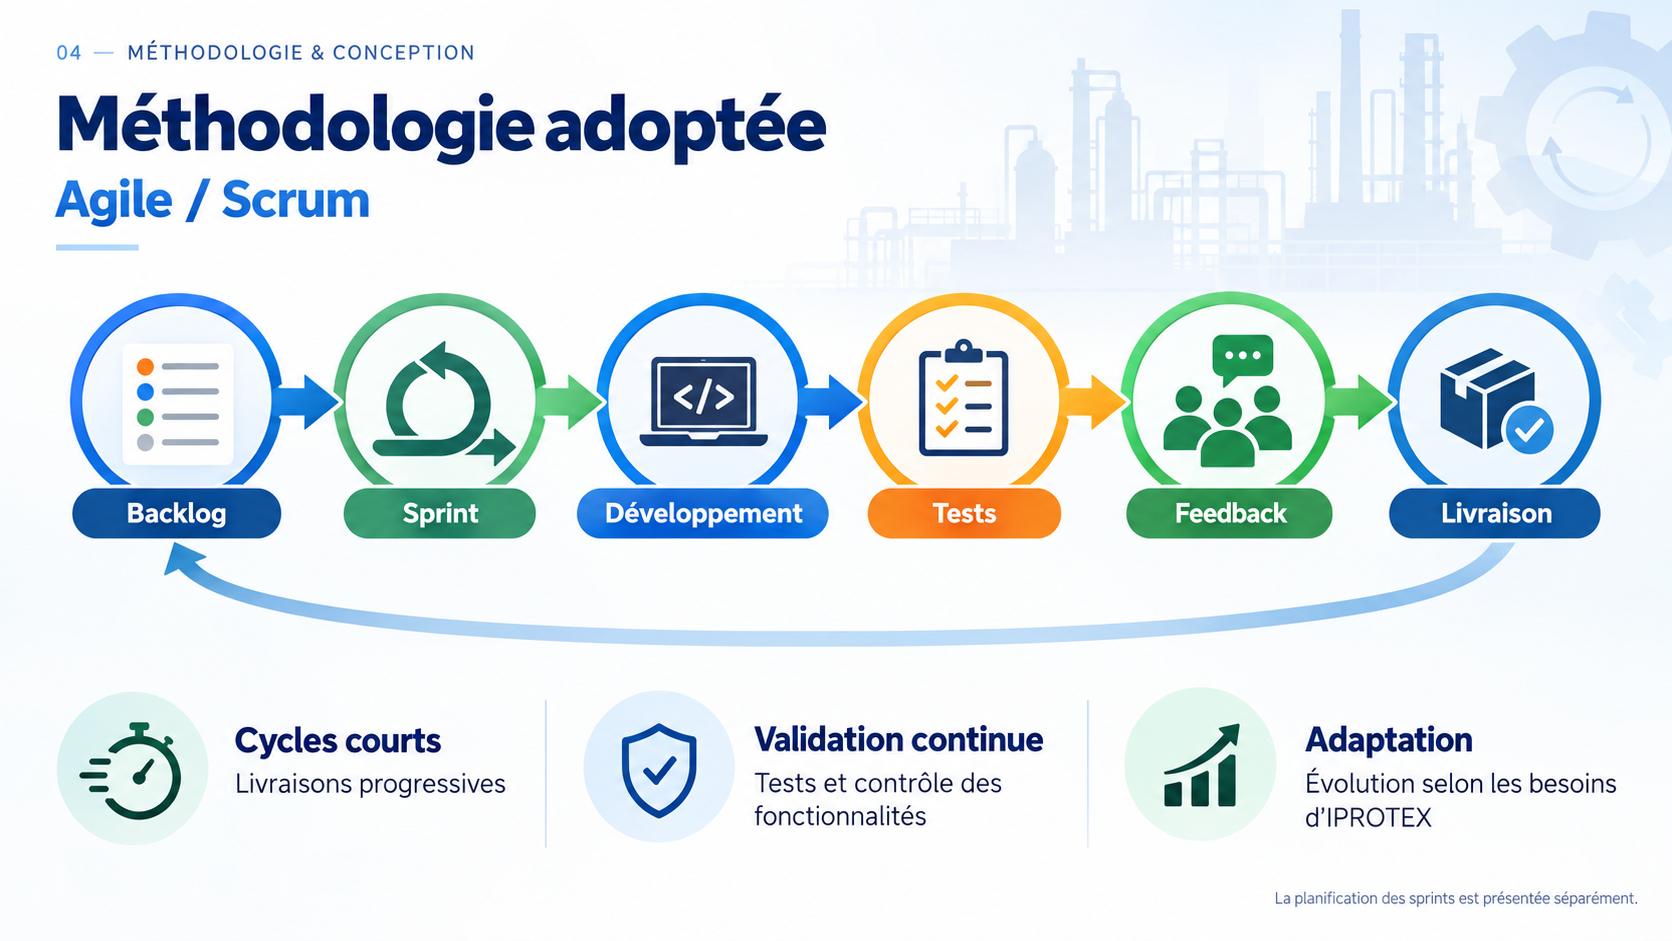 04 — MÉTHODOLOGIE & CONCEPTION
Méthodologie adoptée
Agile / Scrum
</>
Backlog
Sprint
Développement
Tests
Feedback
Livraison
Cycles courts
Livraisons progressives
Validation continue
Tests et contrôle des
fonctionnalités
Adaptation
Évolution selon les besoins
d'IPROTEX
La planification des sprints est présentée séparément.